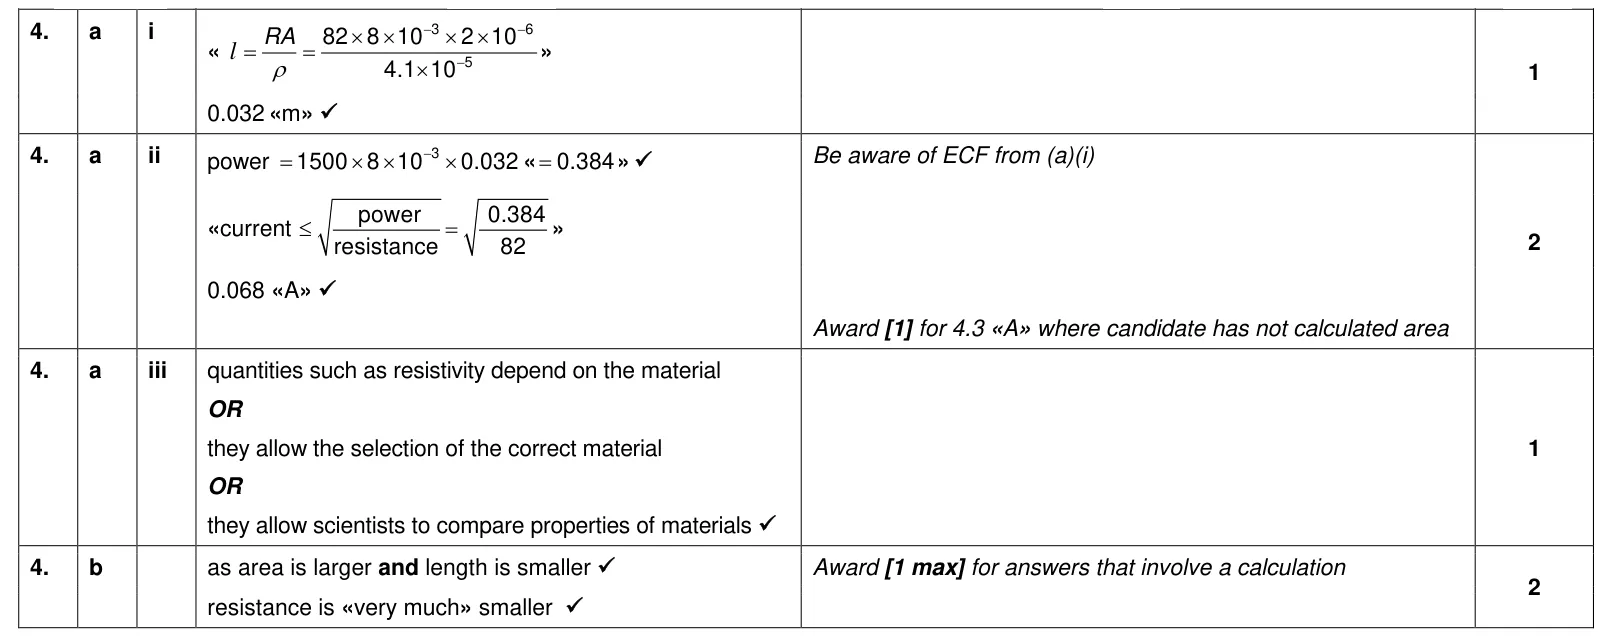 4. a i « l = RA/ρ = 82×8×10⁻³×2×10⁻⁶/4.1×10⁻⁵ »
0.032 «m» ✓
1
4. a ii power = 1500×8×10⁻³×0.032 «= 0.384» ✓ Be aware of ECF from (a)(i)
«current ≤ √(power/resistance) = √(0.384/82) »
2
0.068 «A» ✓
Award [1] for 4.3 «A» where candidate has not calculated area
4. a iii quantities such as resistivity depend on the material
OR
they allow the selection of the correct material
1
OR
they allow scientists to compare properties of materials ✓
4. b as area is larger and length is smaller ✓ Award [1 max] for answers that involve a calculation
2
resistance is «very much» smaller ✓